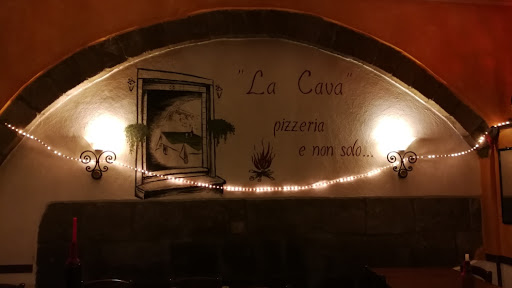 "La Cava"
pizzeria
e non solo...